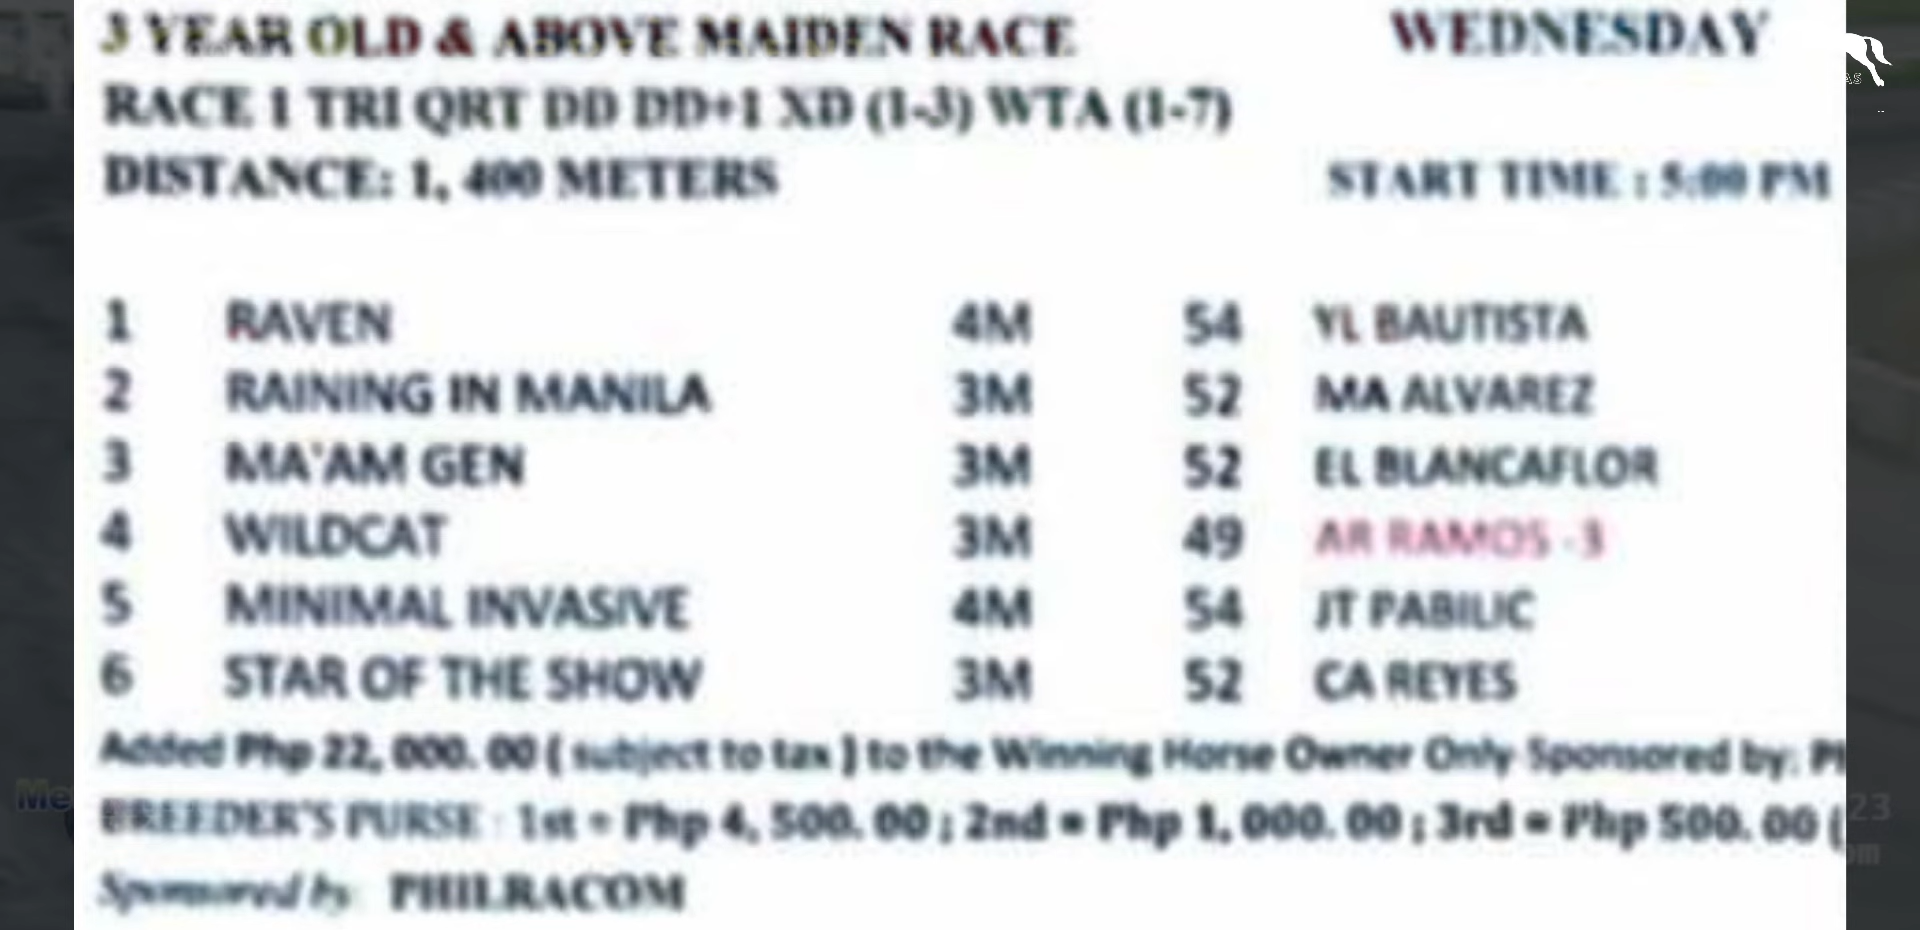 3 YEAR OLD & ABOVE MAIDEN RACE WEDNESDAY
RACE 1 TRI QRT DD DD+1 XD (1-3) WTA (1-7)
DISTANCE: 1, 400 METERS START TIME : 5:00 PM
1 RAVEN 4M 54 YL BAUTISTA
2 RAINING IN MANILA 3M 52 MA ALVAREZ
3 MA'AM GEN 3M 52 EL BLANCAFLOR
4 WILDCAT 3M 49 AR RAMOS -3
5 MINIMAL INVASIVE 4M 54 JT PABILIC
6 STAR OF THE SHOW 3M 52 CA REYES
Added Php 22, 000. 00 ( subject to tax ) to the Winning Horse Owner Only Sponsored by:
BREEDER'S PURSE : 1st = Php 4, 500. 00 ; 2nd = Php 1, 000. 00 ; 3rd = Php 500. 00 (
Sponsored by PHILRACOM